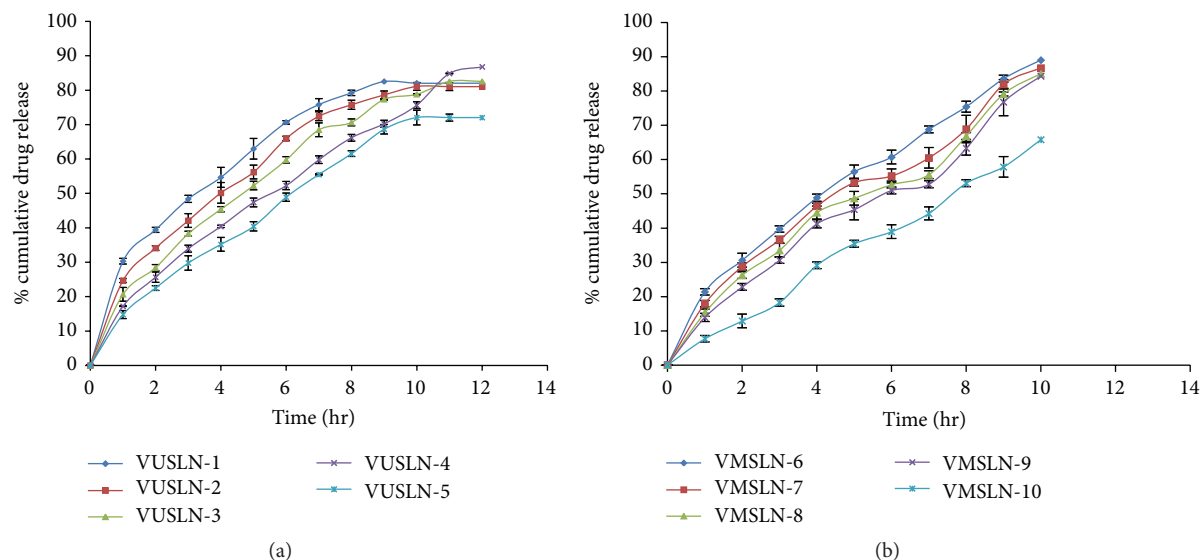 % cumulative drug release
100
90
80
70
60
50
40
30
20
10
0
0 2 4 6 8 10 12 14
Time (hr)
VUSLN-1
VUSLN-2
VUSLN-3
VUSLN-4
VUSLN-5
(a)
% cumulative drug release
100
90
80
70
60
50
40
30
20
10
0
0 2 4 6 8 10 12 14
Time (hr)
VMSLN-6
VMSLN-7
VMSLN-8
VMSLN-9
VMSLN-10
(b)